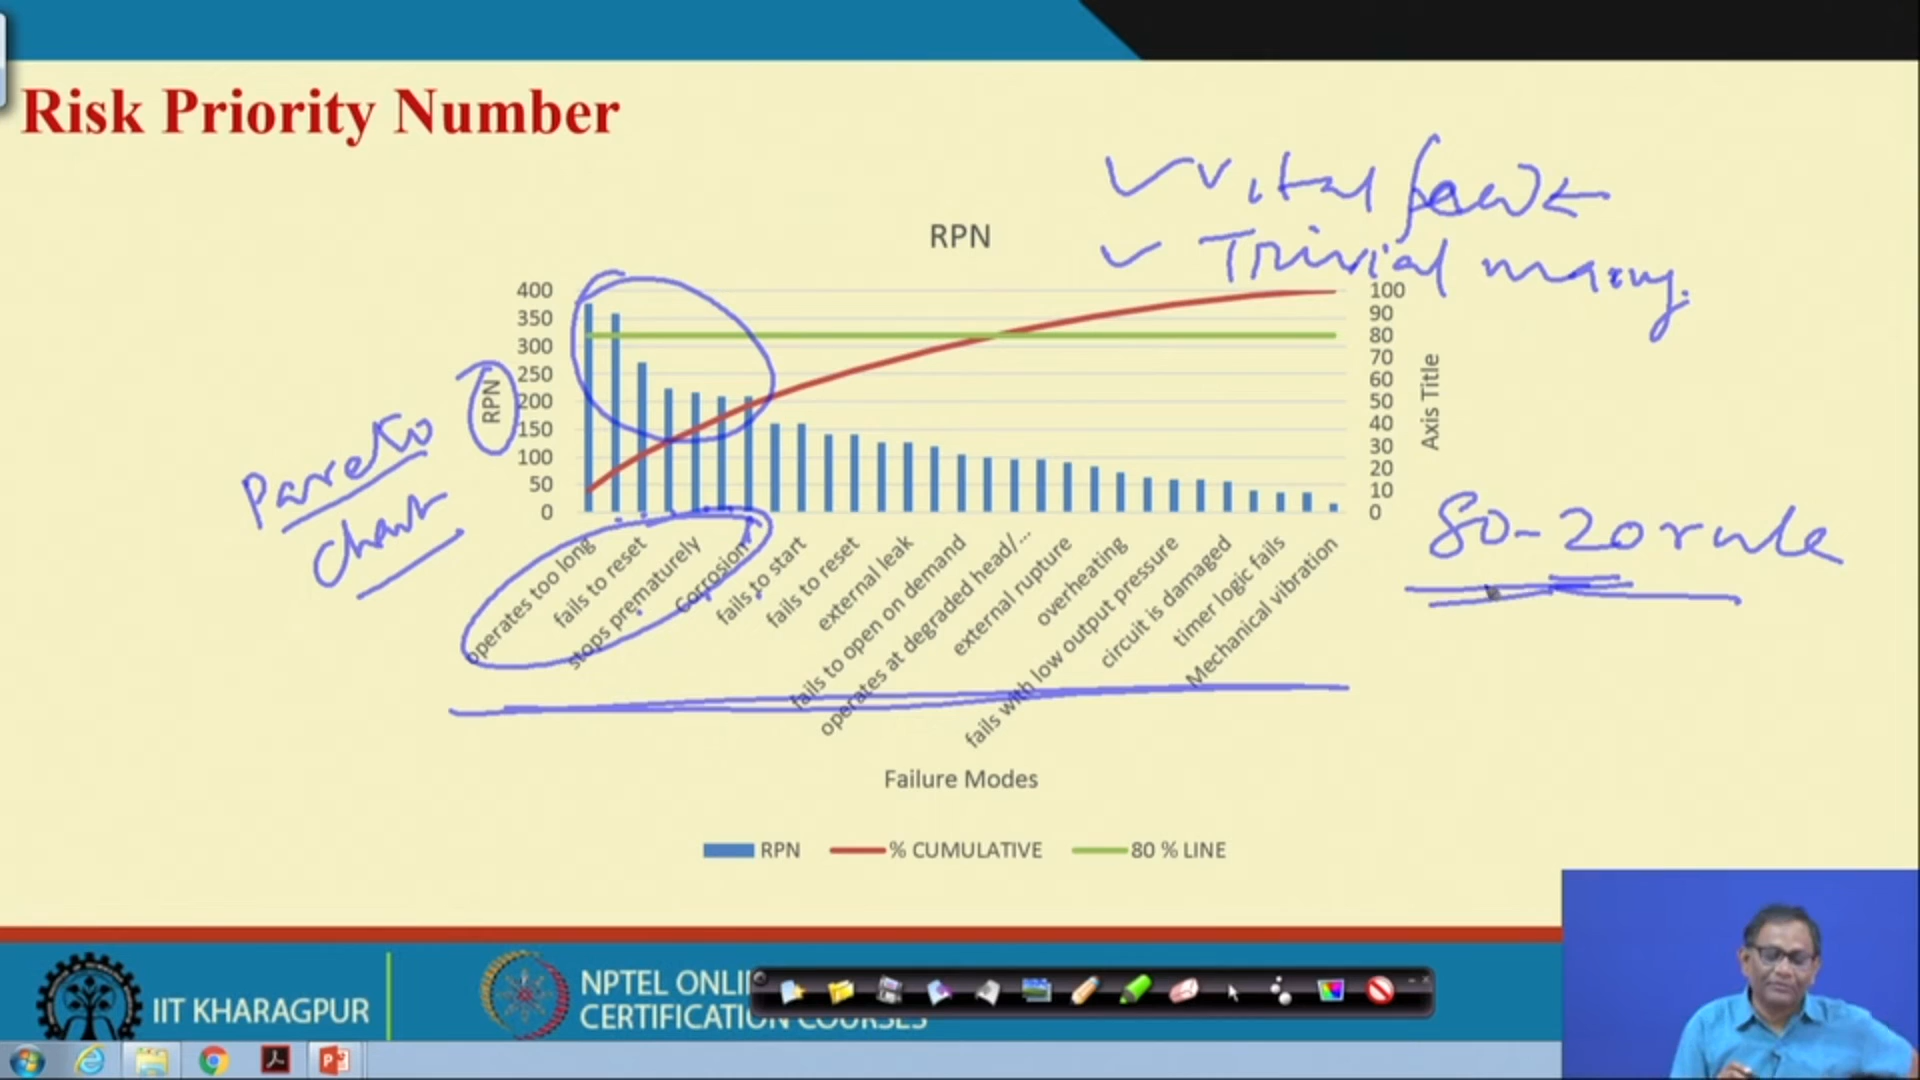 Risk Priority Number
✓ Vital few ←
✓ Trivial many.
RPN
400
350
300
250
200
150
100
50
0
RPN
Pareto
Chart
100
90
80
70
60
50
40
30
20
10
0
Axis Title
80-20 rule
operates too long
fails to reset
stops prematurely
Corrosion
fails to start
fails to reset
external leak
fails to open on demand
operates at degraded head/...
external rupture
overheating
fails with low output pressure
circuit is damaged
timer logic fails
Mechanical vibration
Failure Modes
RPN % CUMULATIVE 80 % LINE
IIT KHARAGPUR
NPTEL ONLI
CERTIFICATION COURSES